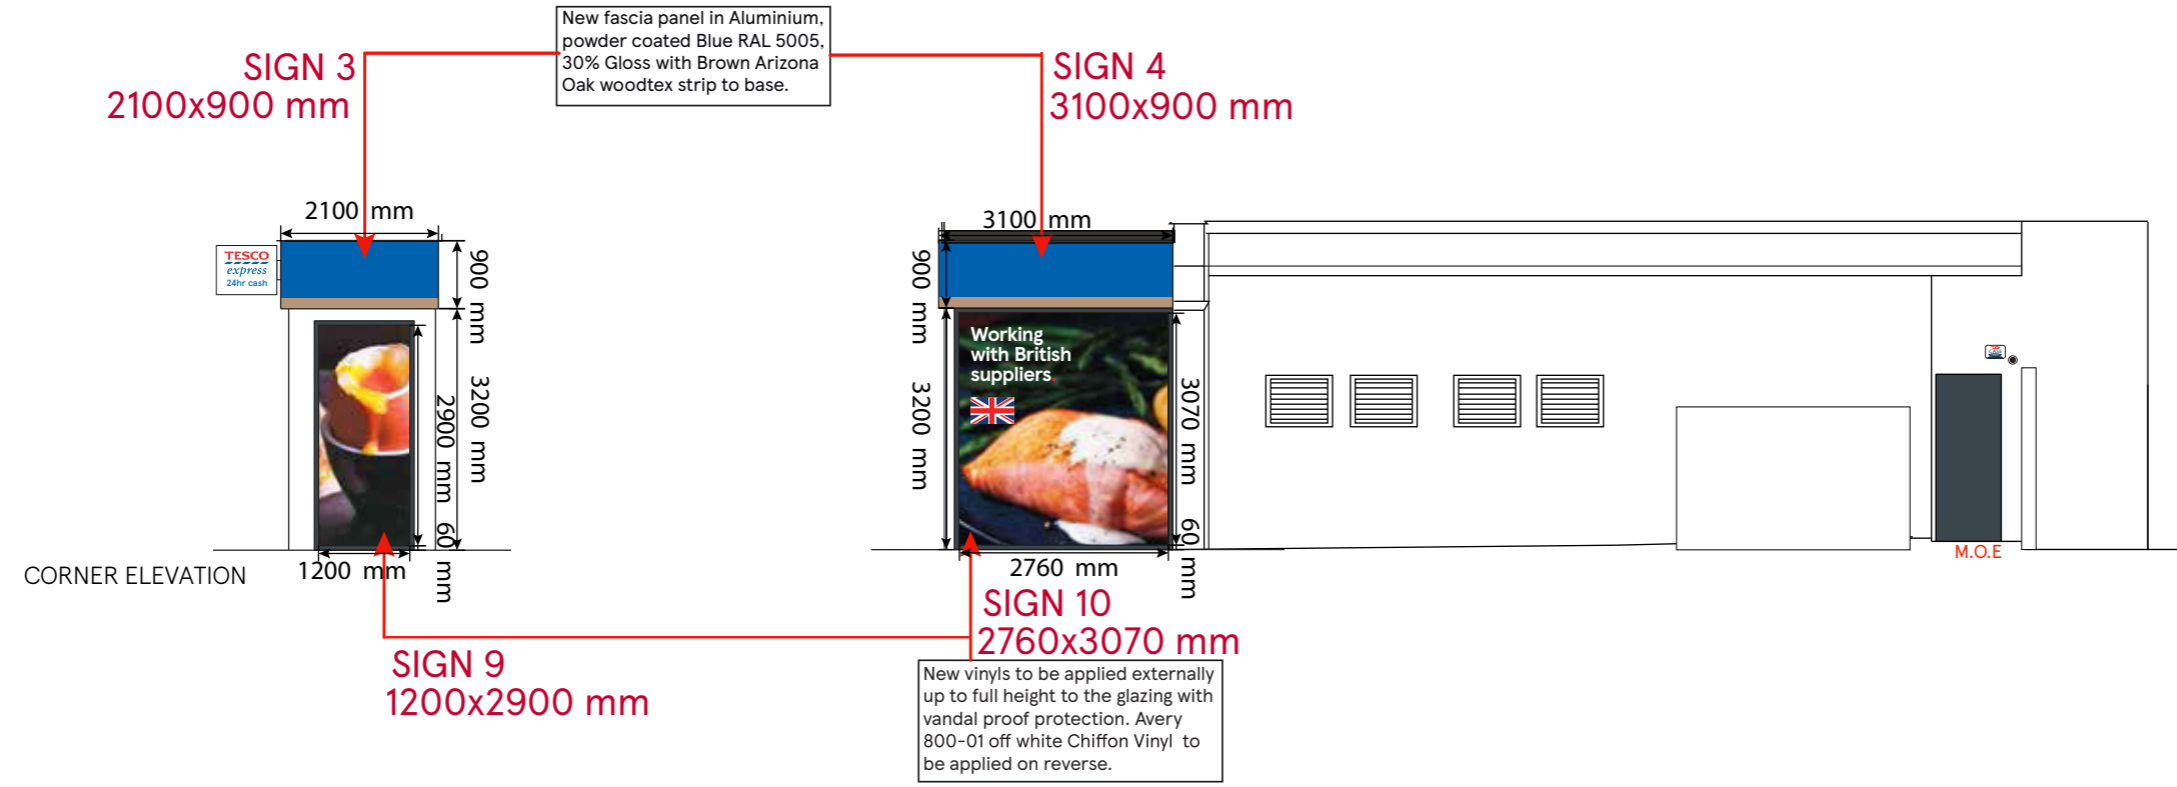 New fascia panel in Aluminium,
powder coated Blue RAL 5005,
30% Gloss with Brown Arizona
Oak woodtex strip to base.
SIGN 3
2100x900 mm
SIGN 4
3100x900 mm
2100 mm
3100 mm
TESCO
express
24hr cash
900 mm
900 mm
Working
with British
suppliers.
3200 mm
2900 mm
60 mm
3200 mm
3070 mm
60 mm
M.O.E
CORNER ELEVATION
1200 mm
2760 mm
SIGN 10
2760x3070 mm
SIGN 9
1200x2900 mm
New vinyls to be applied externally
up to full height to the glazing with
vandal proof protection. Avery
800-01 off white Chiffon Vinyl to
be applied on reverse.